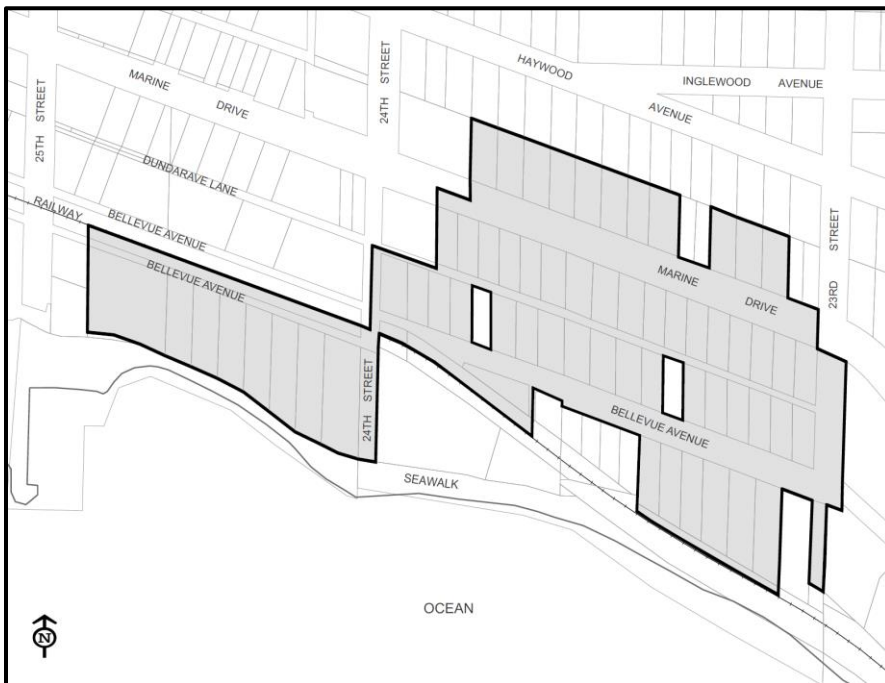 HAYWOOD AVENUE
INGLEWOOD AVENUE
24TH STREET
MARINE DRIVE
25TH STREET
DUNDARAVE LANE
RAILWAY
BELLEVUE AVENUE
BELLEVUE AVENUE
23RD STREET
MARINE DRIVE
24TH STREET
BELLEVUE AVENUE
SEAWALK
OCEAN
N